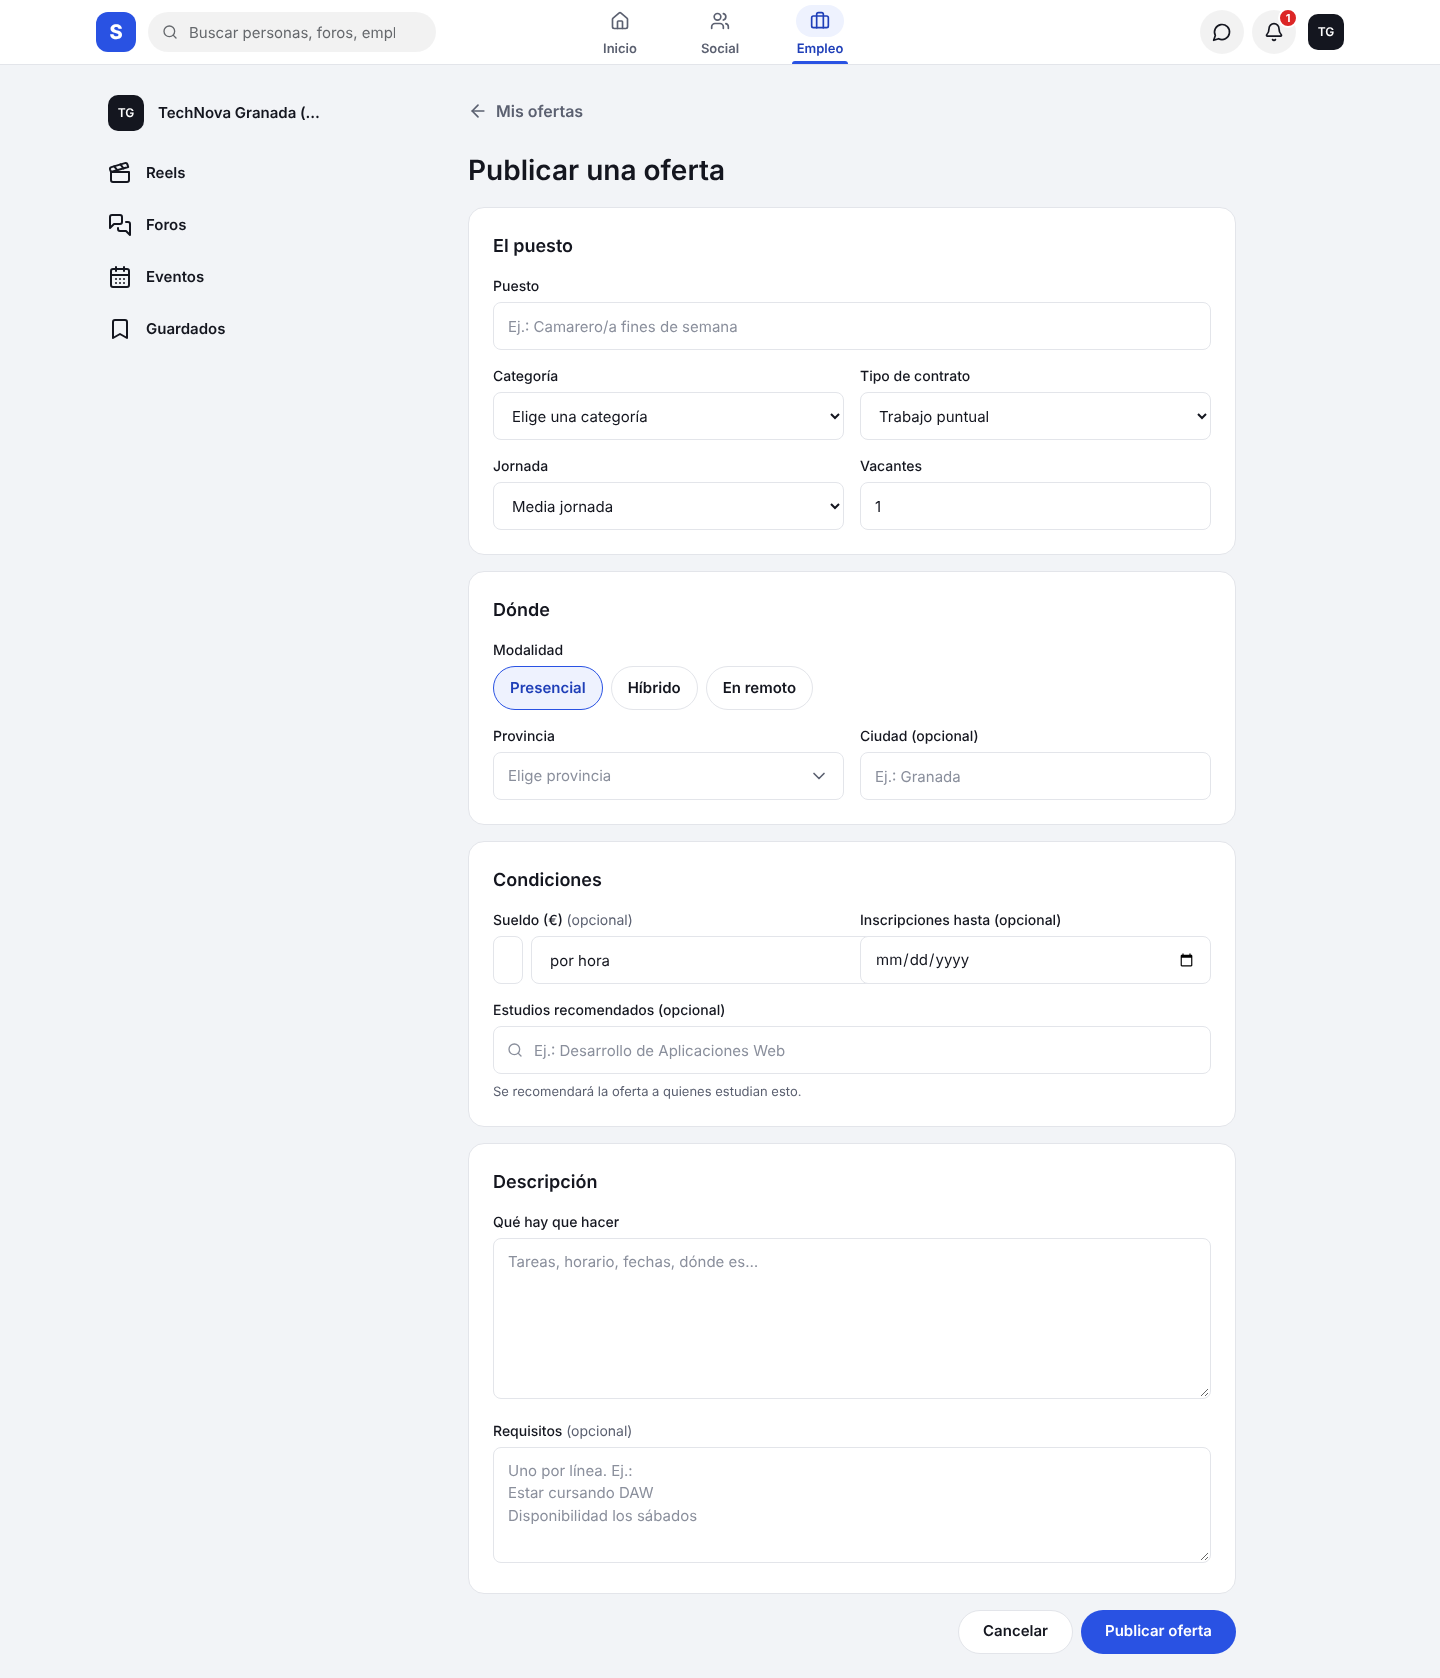 S
Buscar personas, foros, empl
Inicio
Social
Empleo
1
TG
TG
TechNova Granada (...
Reels
Foros
Eventos
Guardados
Mis ofertas
Publicar una oferta
El puesto
Puesto
Ej.: Camarero/a fines de semana
Categoría
Tipo de contrato
Elige una categoría
Trabajo puntual
Jornada
Vacantes
Media jornada
1
Dónde
Modalidad
Presencial
Híbrido
En remoto
Provincia
Ciudad (opcional)
Elige provincia
Ej.: Granada
Condiciones
Sueldo (€) (opcional)
Inscripciones hasta (opcional)
por hora
mm/dd/yyyy
Estudios recomendados (opcional)
Ej.: Desarrollo de Aplicaciones Web
Se recomendará la oferta a quienes estudian esto.
Descripción
Qué hay que hacer
Tareas, horario, fechas, dónde es...
Requisitos (opcional)
Uno por línea. Ej.:
Estar cursando DAW
Disponibilidad los sábados
Cancelar
Publicar oferta